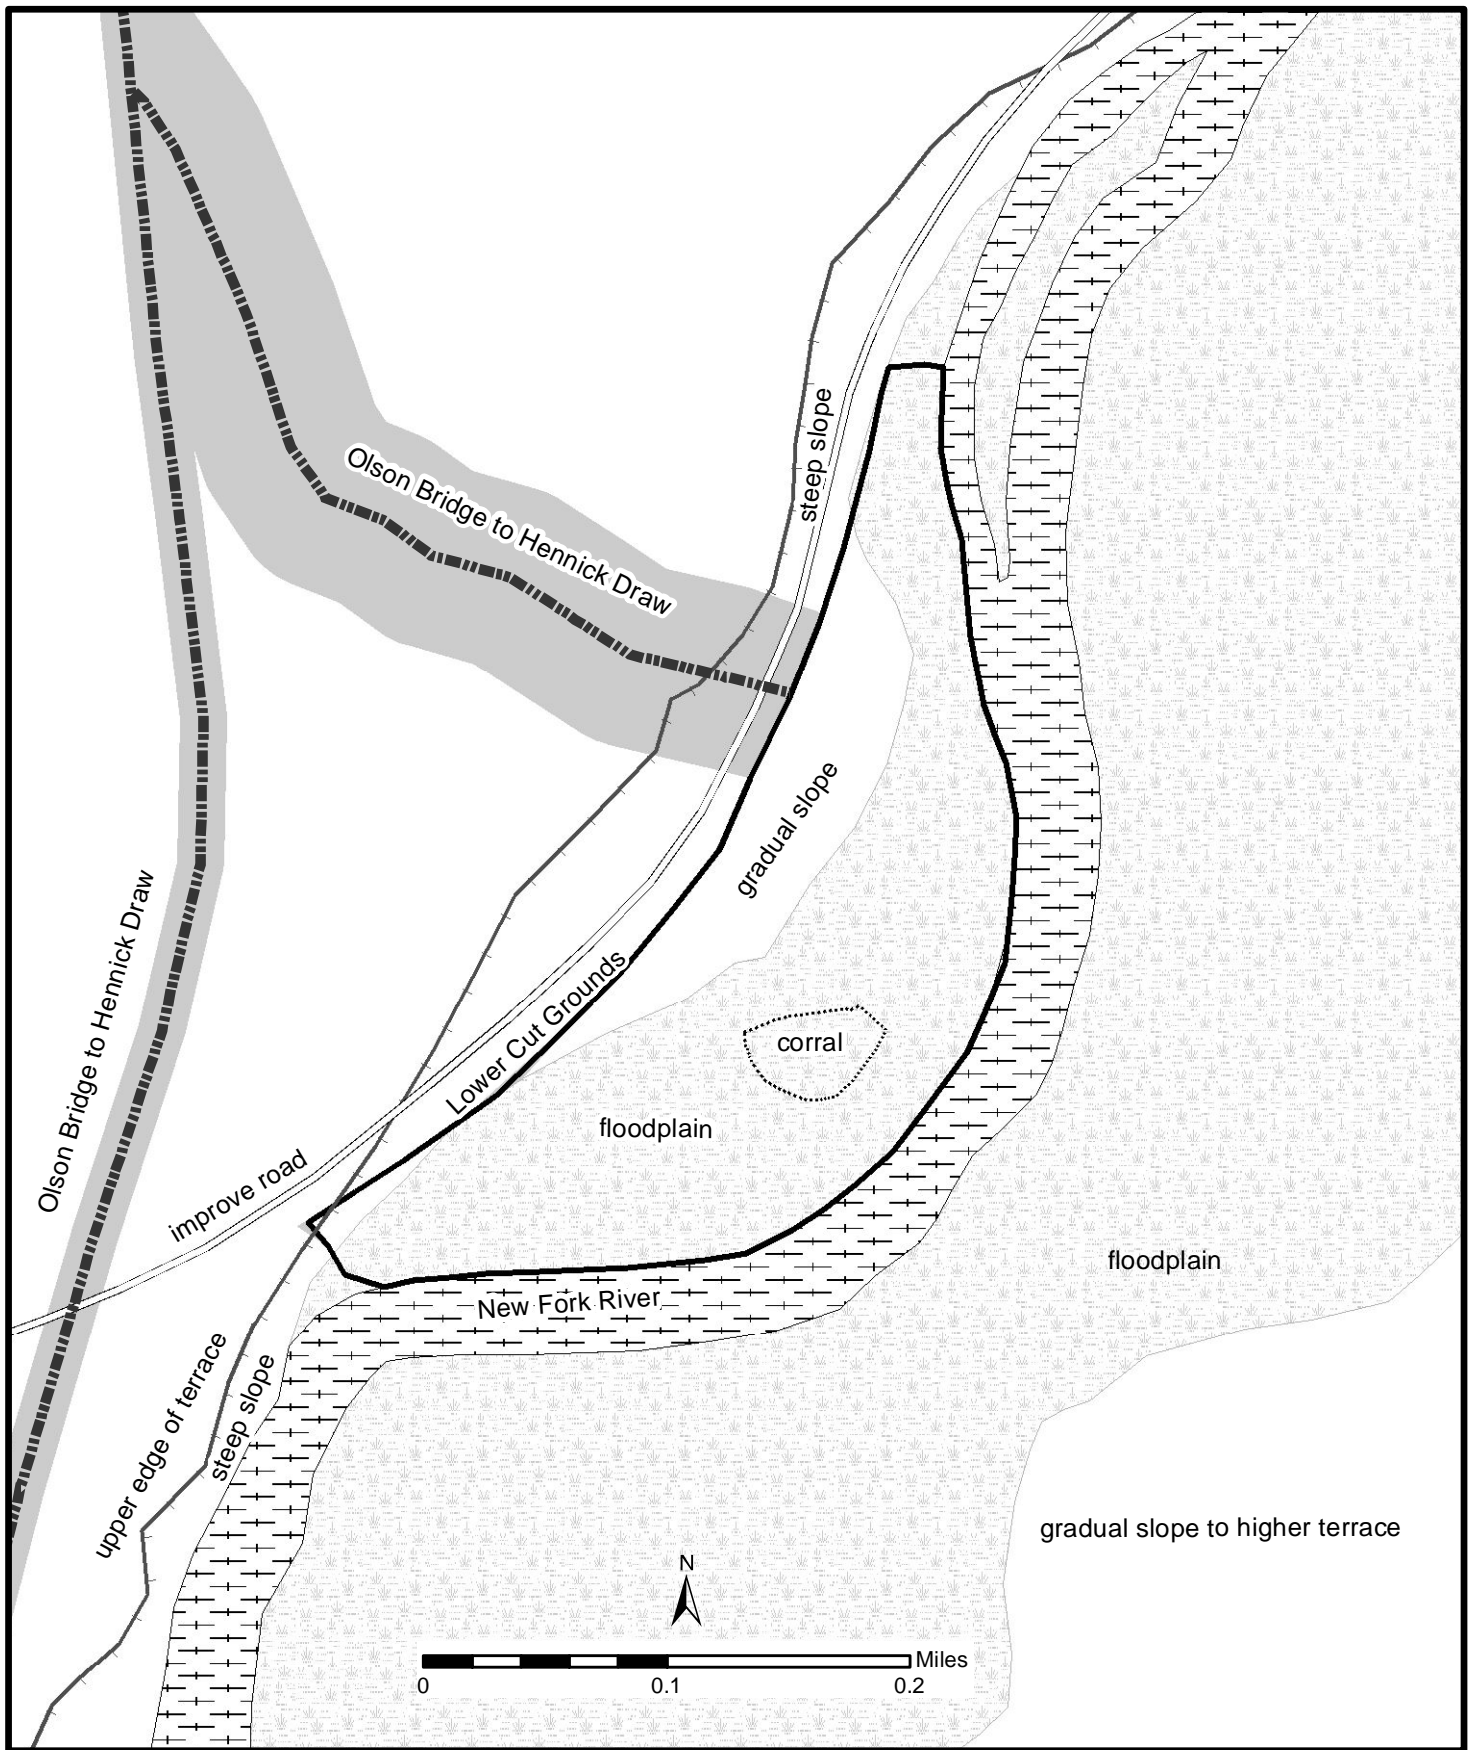 Olson Bridge to Hennick Draw
steep slope
gradual slope
Olson Bridge to Hennick Draw
Lower Cut Grounds
corral
floodplain
improve road
floodplain
New Fork River
upper edge of terrace
steep slope
gradual slope to higher terrace
N
Miles
0 0.1 0.2